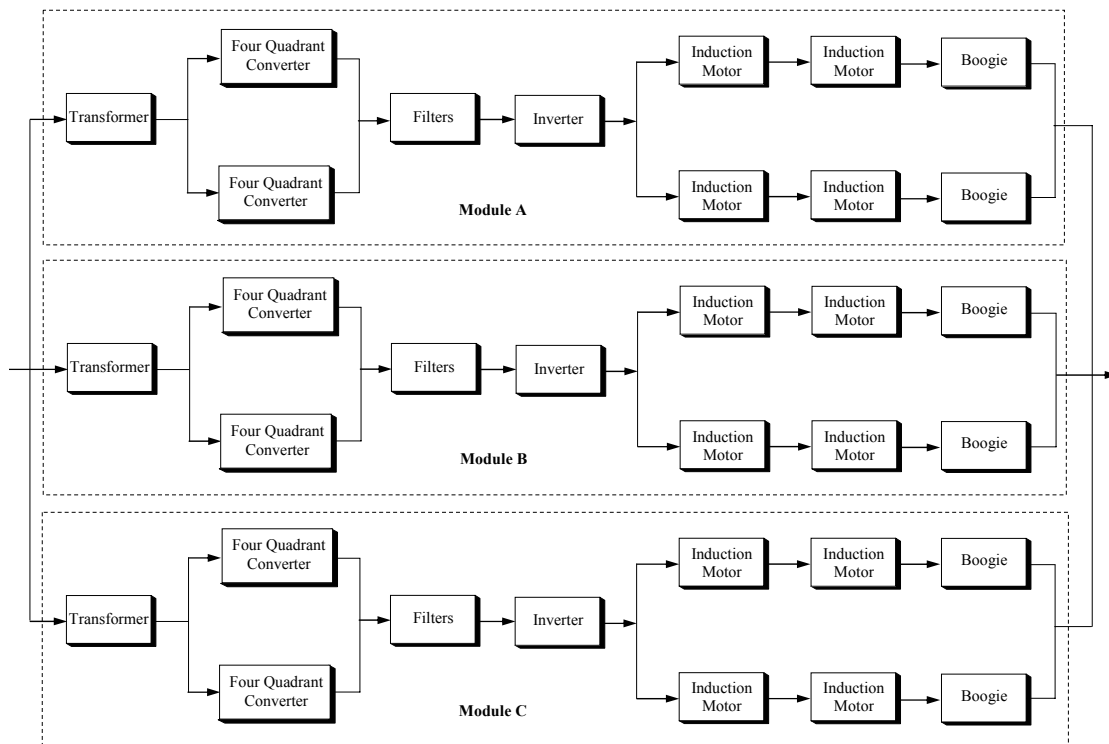 Four Quadrant
Converter
Induction
Motor
Induction
Motor
Boogie
Transformer
Filters
Inverter
Four Quadrant
Converter
Induction
Motor
Induction
Motor
Boogie
Module A
Four Quadrant
Converter
Induction
Motor
Induction
Motor
Boogie
Transformer
Filters
Inverter
Four Quadrant
Converter
Induction
Motor
Induction
Motor
Boogie
Module B
Four Quadrant
Converter
Induction
Motor
Induction
Motor
Boogie
Transformer
Filters
Inverter
Four Quadrant
Converter
Induction
Motor
Induction
Motor
Boogie
Module C